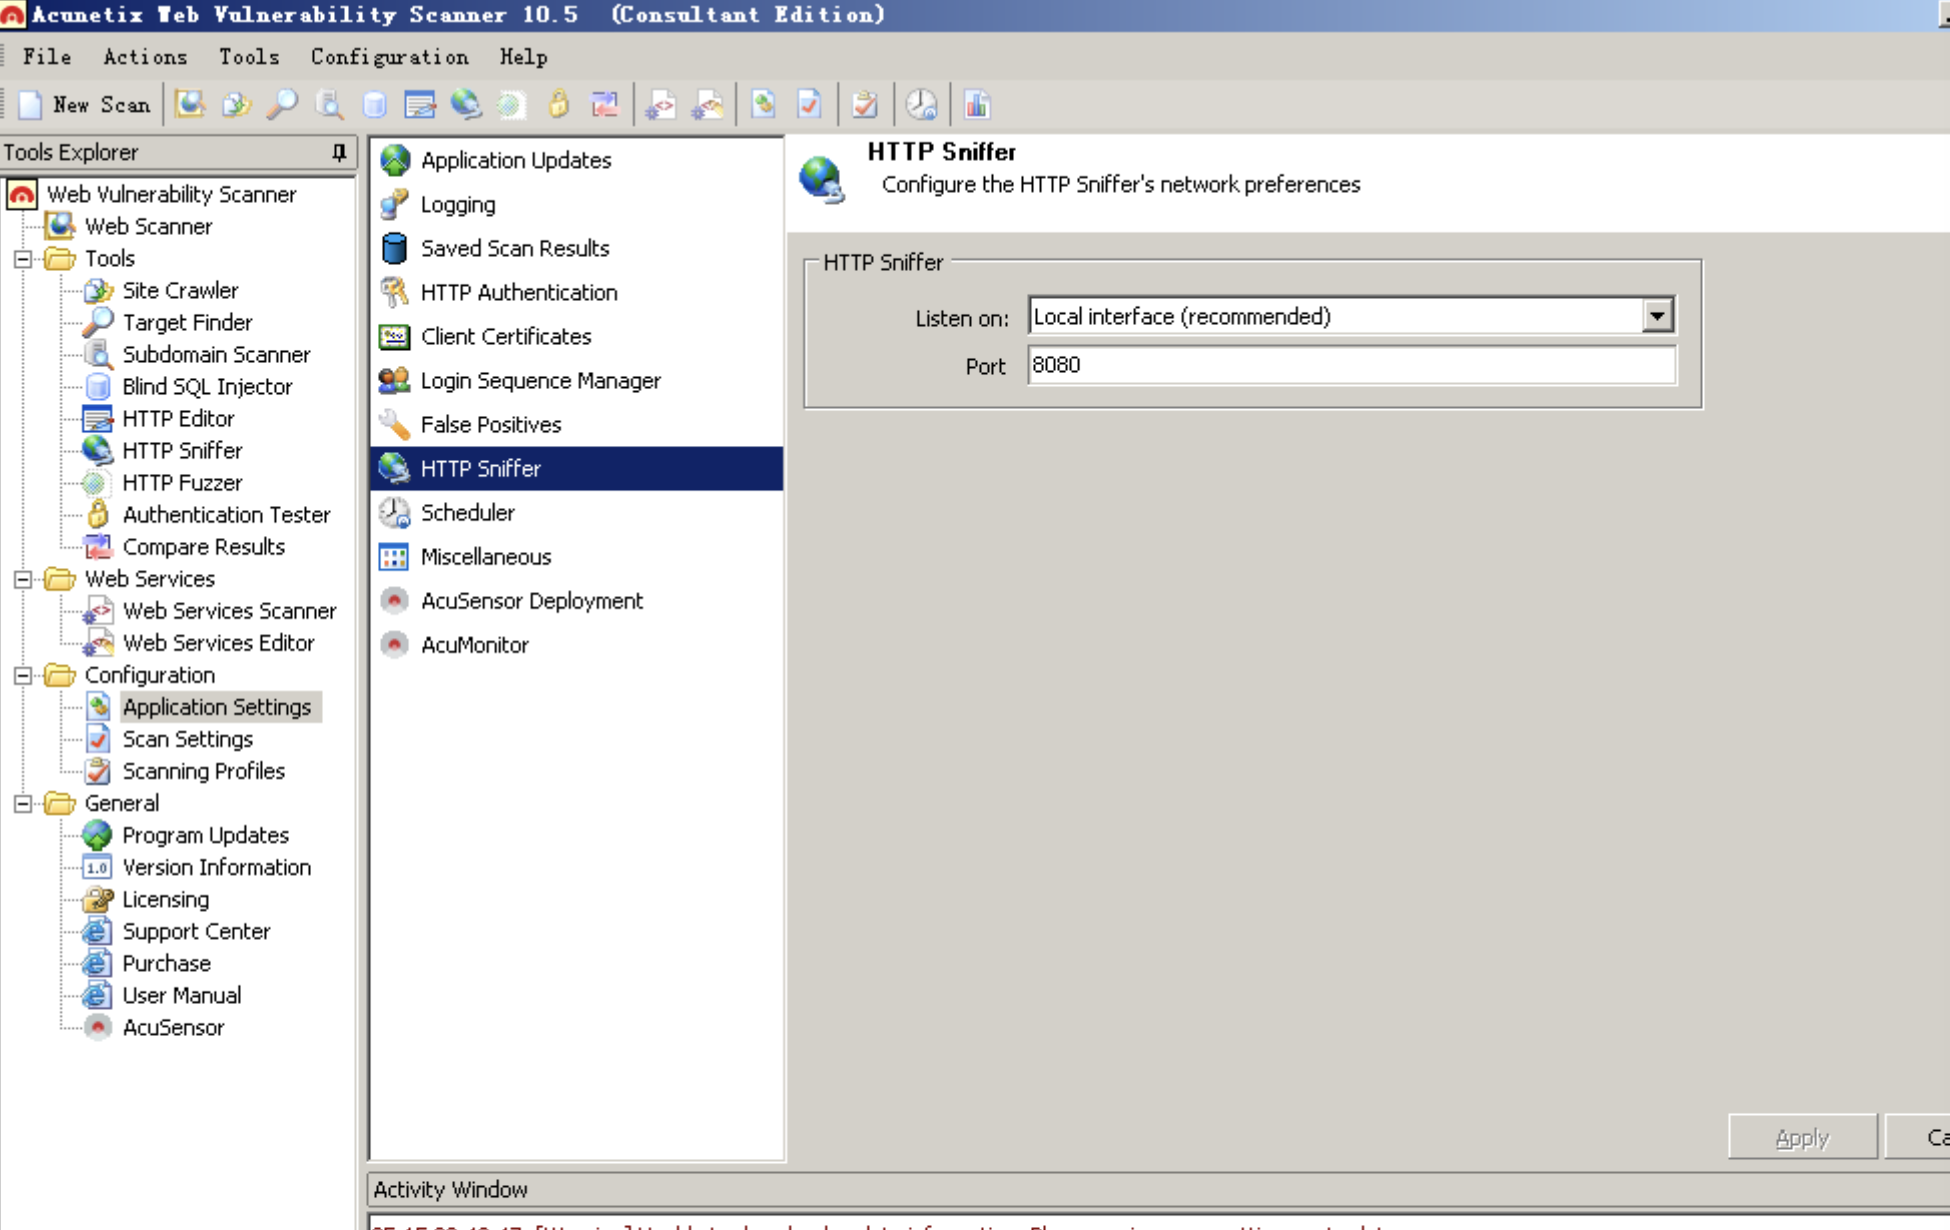 Acunetix Web Vulnerability Scanner 10.5 (Consultant Edition)
File Actions Tools Configuration Help
New Scan
Tools Explorer
Web Vulnerability Scanner
Web Scanner
Tools
Site Crawler
Target Finder
Subdomain Scanner
Blind SQL Injector
HTTP Editor
HTTP Sniffer
HTTP Fuzzer
Authentication Tester
Compare Results
Web Services
Web Services Scanner
Web Services Editor
Configuration
Application Settings
Scan Settings
Scanning Profiles
General
Program Updates
1.0 Version Information
Licensing
Support Center
Purchase
User Manual
AcuSensor
Application Updates
Logging
Saved Scan Results
HTTP Authentication
Client Certificates
Login Sequence Manager
False Positives
HTTP Sniffer
Scheduler
Miscellaneous
AcuSensor Deployment
AcuMonitor
HTTP Sniffer
Configure the HTTP Sniffer's network preferences
HTTP Sniffer
Listen on: Local interface (recommended)
Port 8080
Apply
Ca
Activity Window